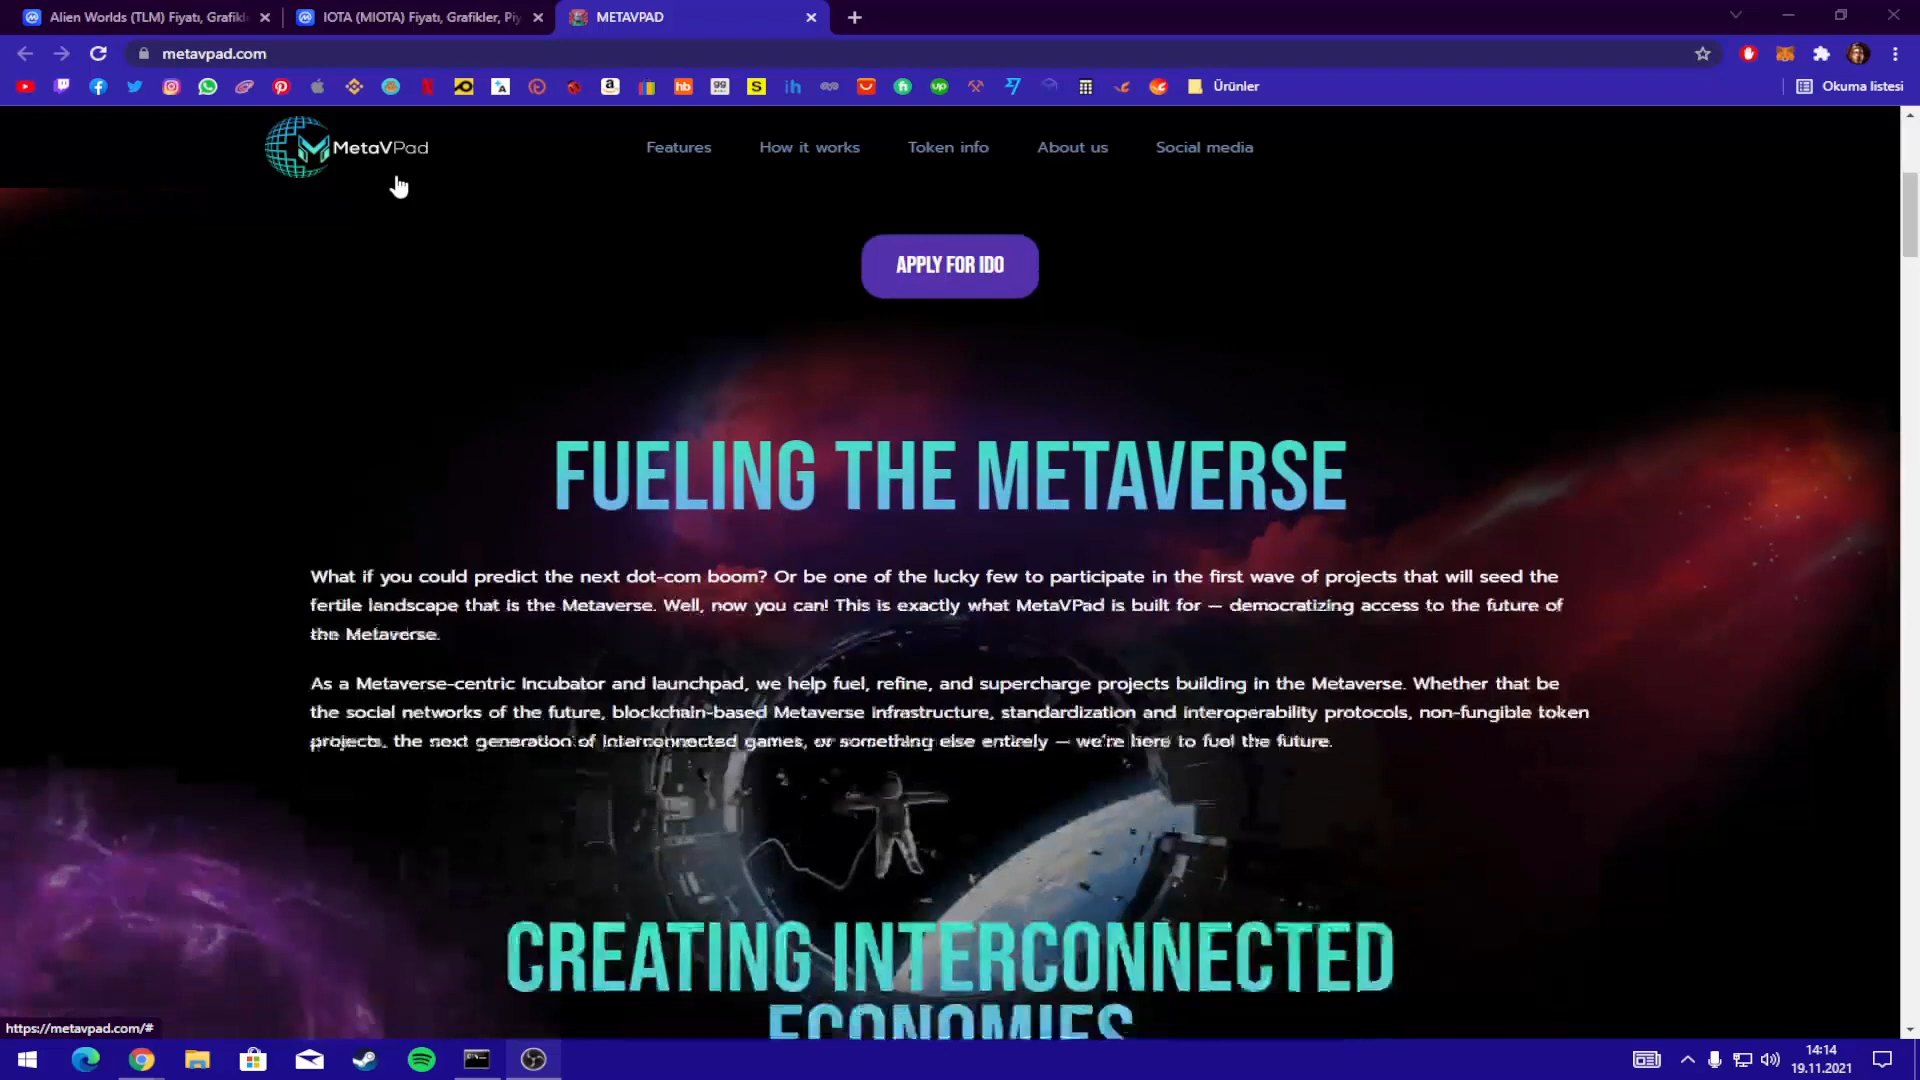 Alien Worlds (TLM) Fiyatı, Grafikl
IOTA (MIOTA) Fiyatı, Grafikler, Piy
METAVPAD
metavpad.com
Ürünler
Okuma listesi
MetaVPad
Features
How it works
Token info
About us
Social media
APPLY FOR IDO
FUELING THE METAVERSE
What if you could predict the next dot-com boom? Or be one of the lucky few to participate in the first wave of projects that will seed the
fertile landscape that is the Metaverse. Well, now you can! This is exactly what MetaVPad is built for — democratizing access to the future of
the Metaverse.
As a Metaverse-centric Incubator and launchpad, we help fuel, refine, and supercharge projects building in the Metaverse. Whether that be
the social networks of the future, blockchain-based Metaverse Infrastructure, standardization and interoperability protocols, non-fungible token
projects, the next generation of interconnected games, or something else entirely — we're here to fuel the future.
CREATING INTERCONNECTED
ECONOMIES
https://metavpad.com/#
14:14
19.11.2021